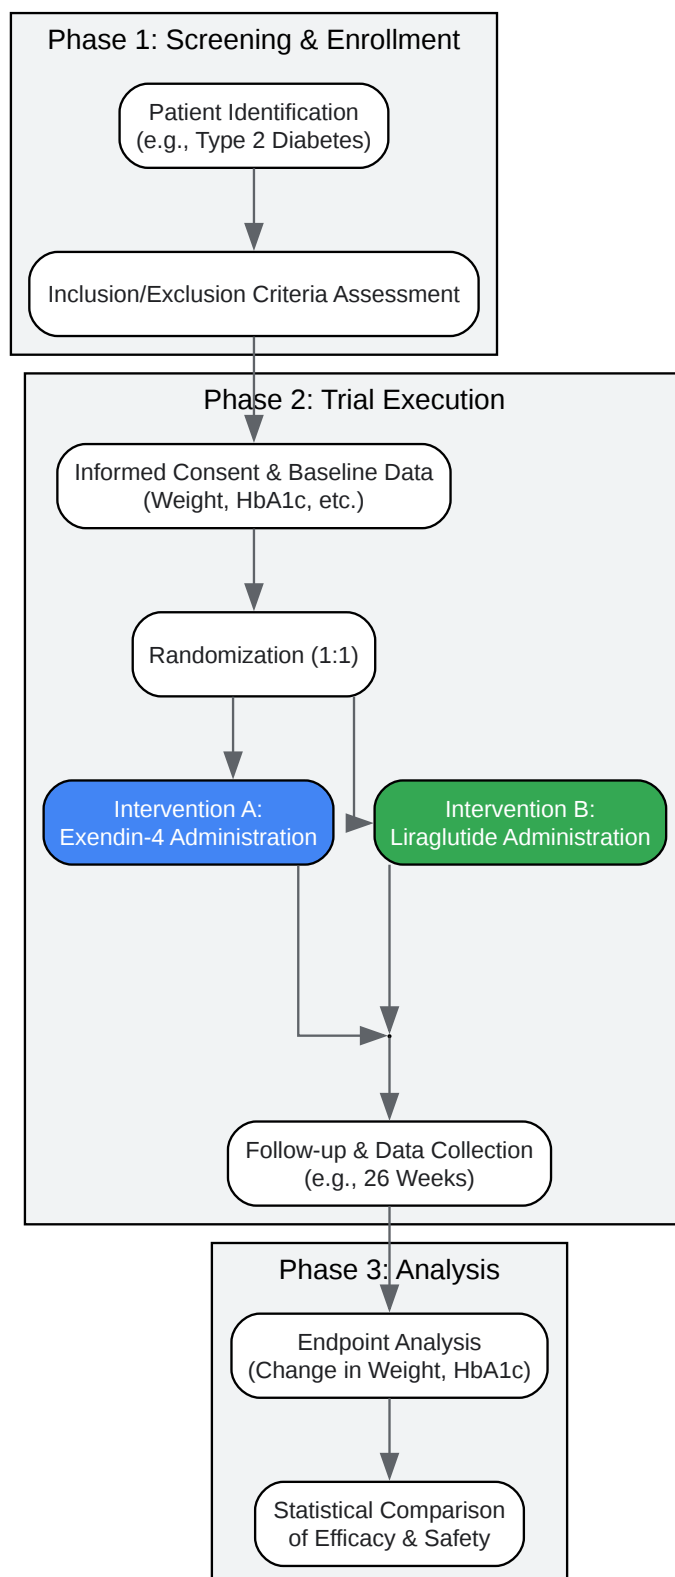 Phase 1: Screening & Enrollment
Patient Identification
(e.g., Type 2 Diabetes)
Inclusion/Exclusion Criteria Assessment
Phase 2: Trial Execution
Informed Consent & Baseline Data
(Weight, HbA1c, etc.)
Randomization (1:1)
Intervention A:
Exendin-4 Administration
Intervention B:
Liraglutide Administration
Follow-up & Data Collection
(e.g., 26 Weeks)
Phase 3: Analysis
Endpoint Analysis
(Change in Weight, HbA1c)
Statistical Comparison
of Efficacy & Safety